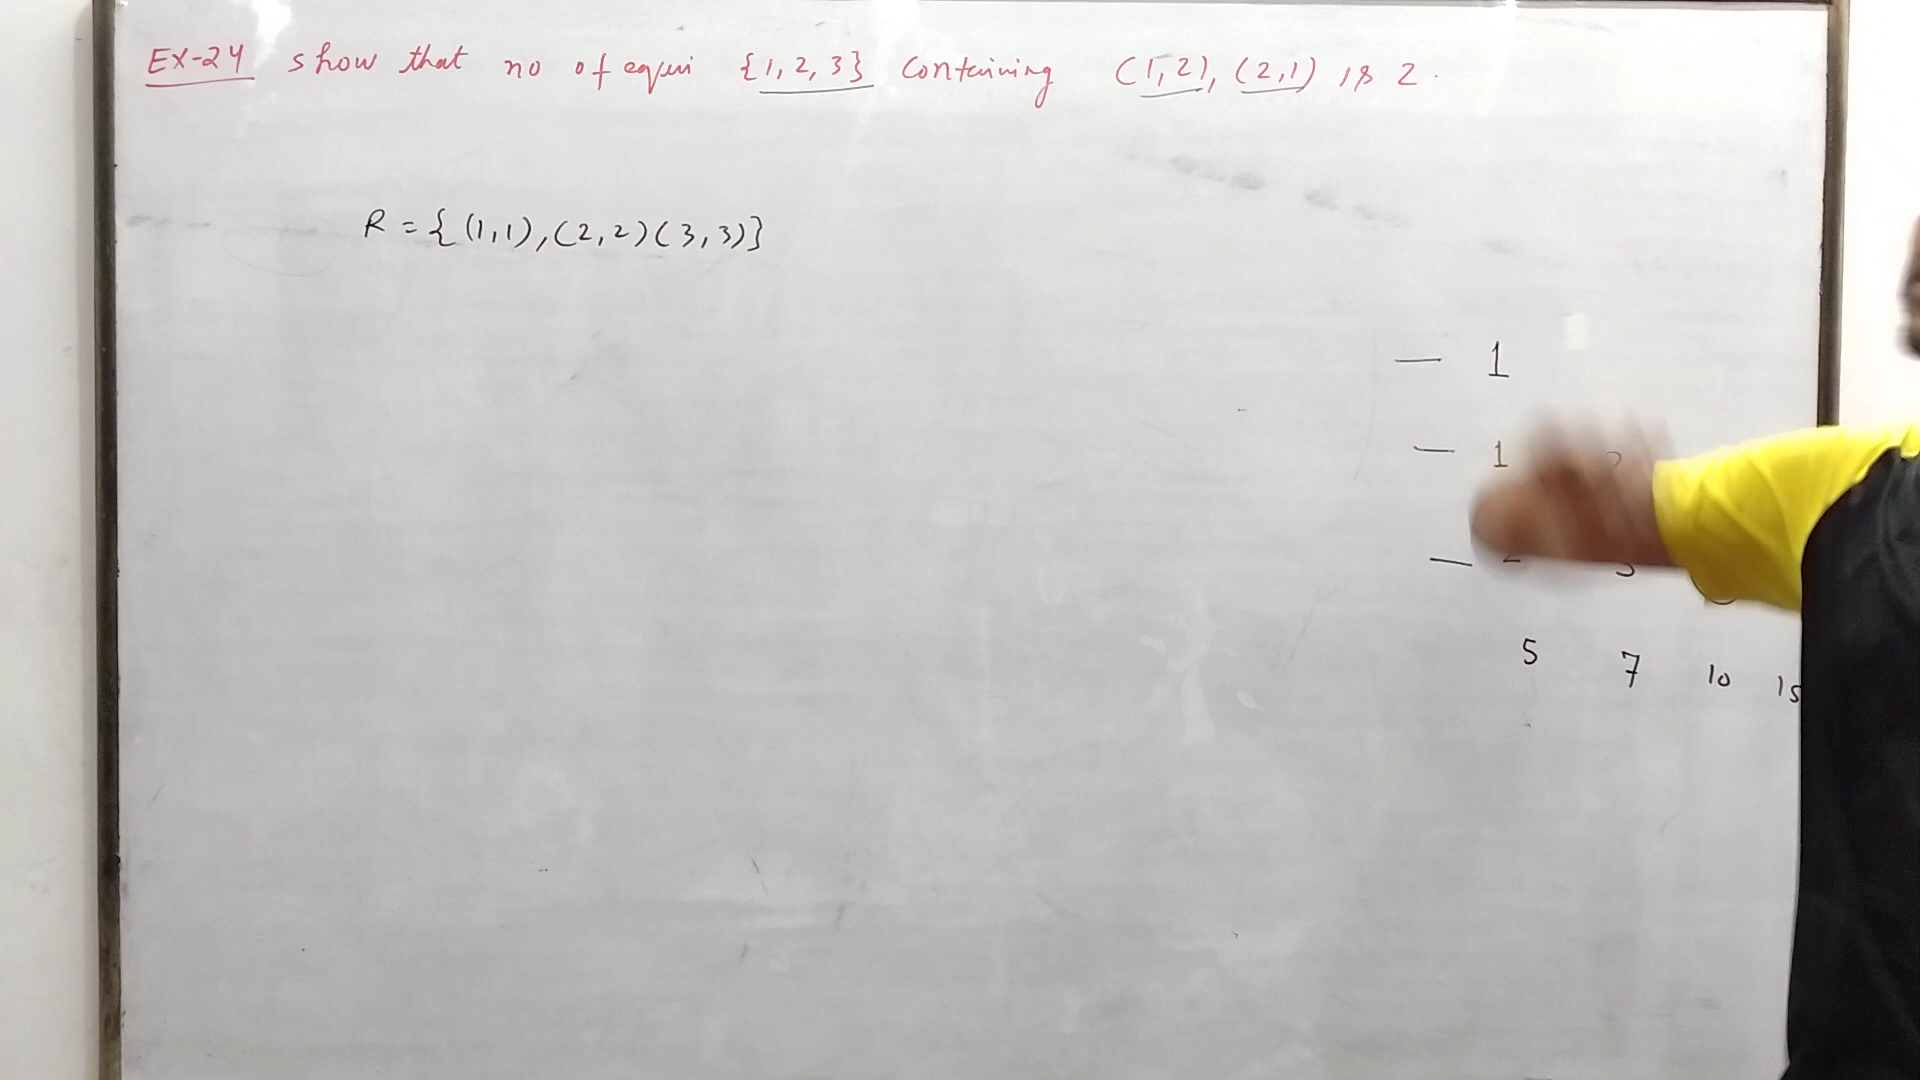 EX-24 show that no of equi {1, 2, 3} containing (1,2), (2,1) is 2.
R = { (1,1), (2,2) (3,3)}
— 1
— 1
—
5 7 10 15